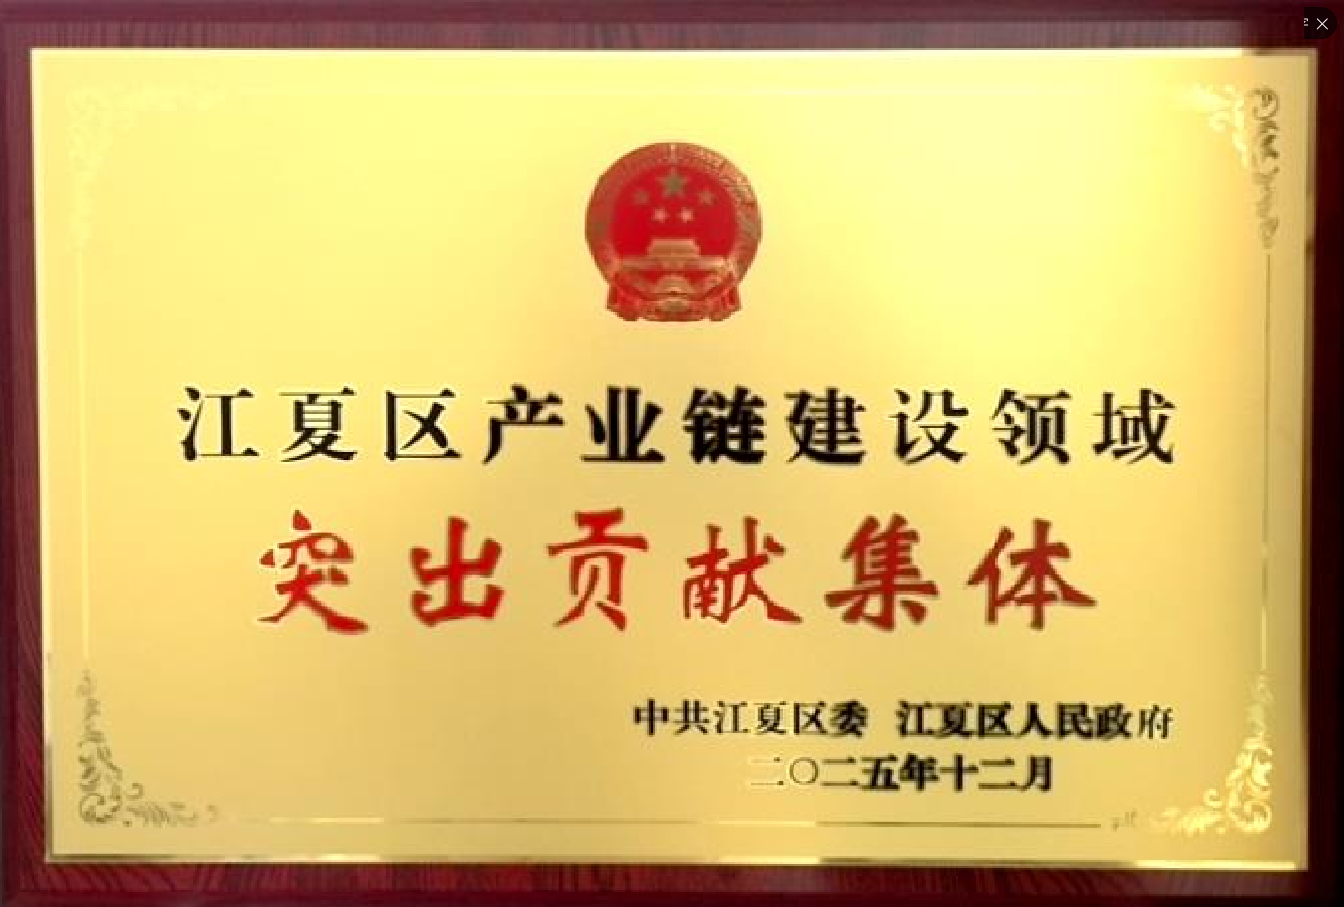 江夏区产业链建设领域
突出贡献集体
中共江夏区委 江夏区人民政府
二〇二五年十二月